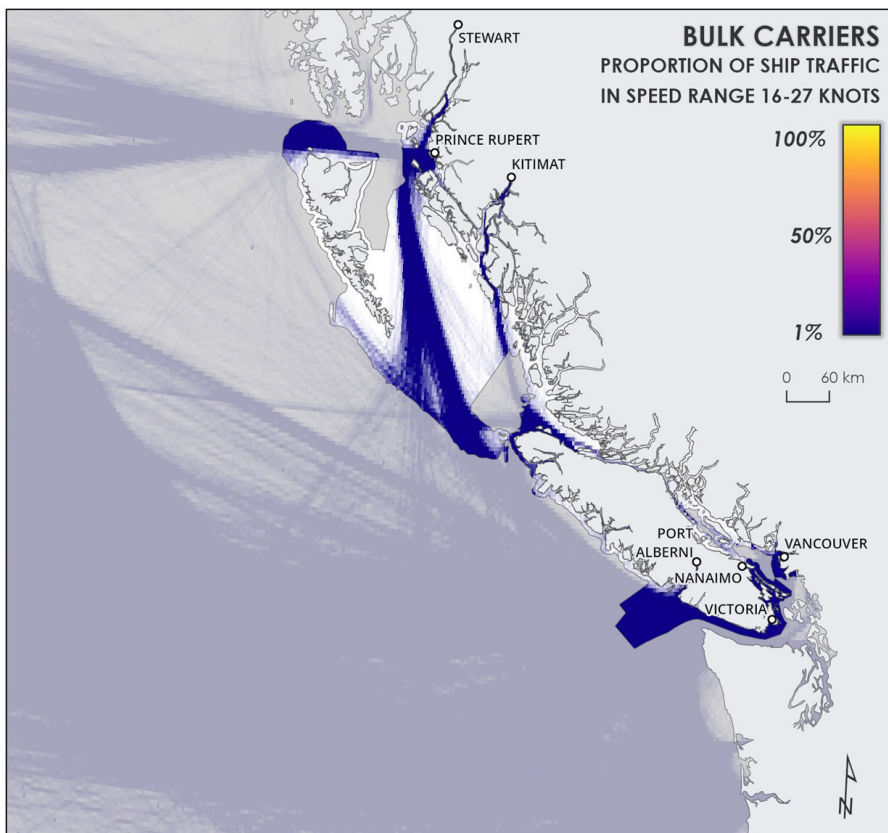 BULK CARRIERS
PROPORTION OF SHIP TRAFFIC
IN SPEED RANGE 16-27 KNOTS
100%
50%
1%
0 60 km
STEWART
PRINCE RUPERT
KITIMAT
PORT
ALBERNI
VANCOUVER
NANAIMO
VICTORIA
N